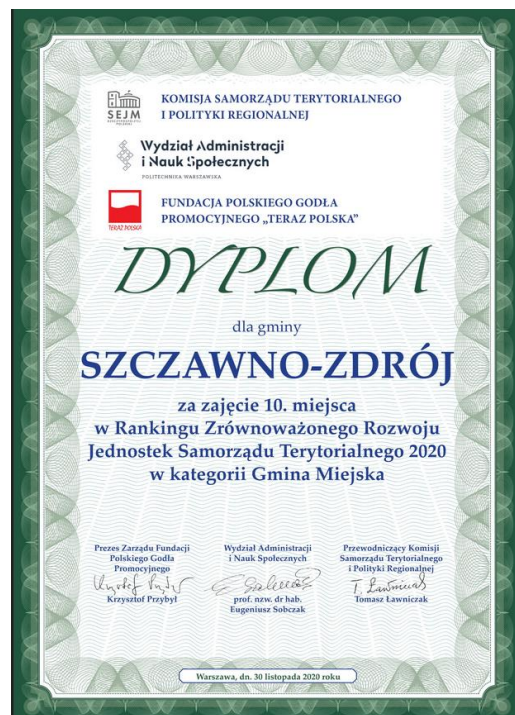 SEJM
RZECZYPOSPOLITEJ
POLSKIEJ
KOMISJA SAMORZĄDU TERYTORIALNEGO
I POLITYKI REGIONALNEJ
Wydział Administracji
i Nauk Społecznych
POLITECHNIKA WARSZAWSKA
TERAZ POLSKA
FUNDACJA POLSKIEGO GODŁA
PROMOCYJNEGO „TERAZ POLSKA”
DYPLOM
dla gminy
SZCZAWNO-ZDRÓJ
za zajęcie 10. miejsca
w Rankingu Zrównoważonego Rozwoju
Jednostek Samorządu Terytorialnego 2020
w kategorii Gmina Miejska
Prezes Zarządu Fundacji
Polskiego Godła
Promocyjnego
Krzysztof Przybył
Wydział Administracji
i Nauk Społecznych
prof. nzw. dr hab.
Eugeniusz Sobczak
Przewodniczący Komisji
Samorządu Terytorialnego
i Polityki Regionalnej
T. Ławniczak
Tomasz Ławniczak
Warszawa, dn. 30 listopada 2020 roku